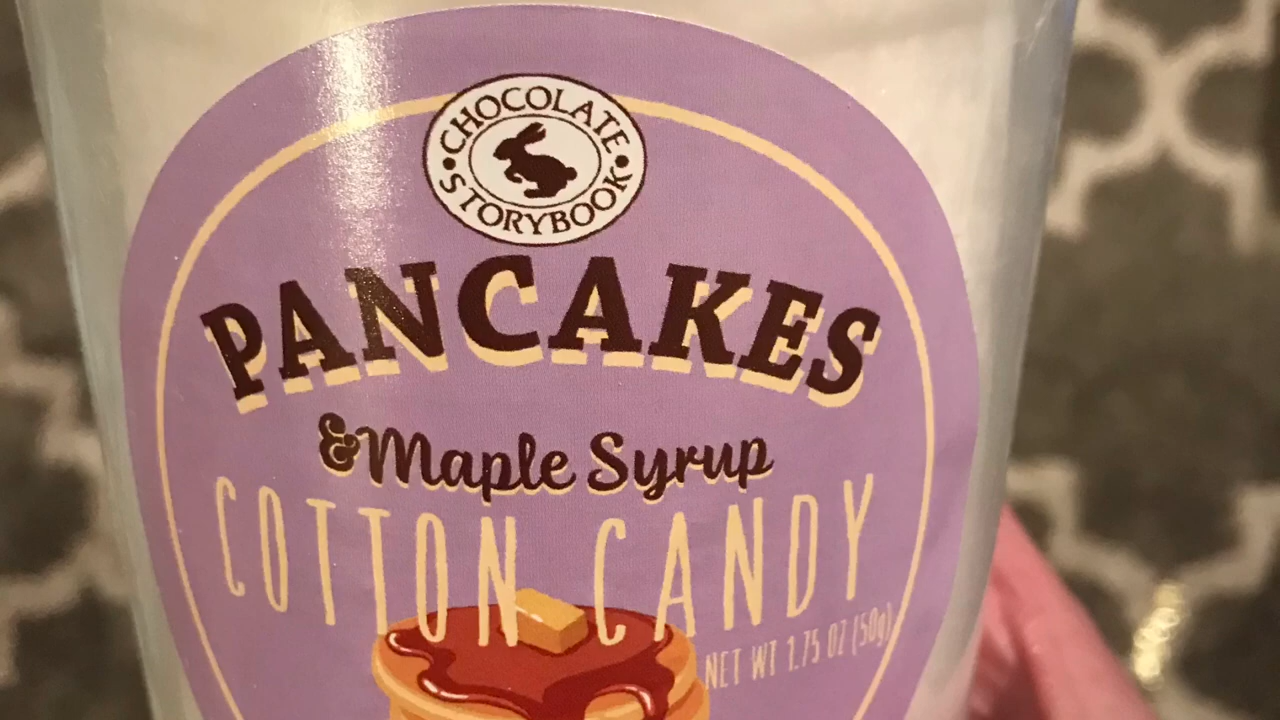 CHOCOLATE
STORYBOOK
PANCAKES
& Maple Syrup
COTTON CANDY
NET WT 1.75 OZ (50g)